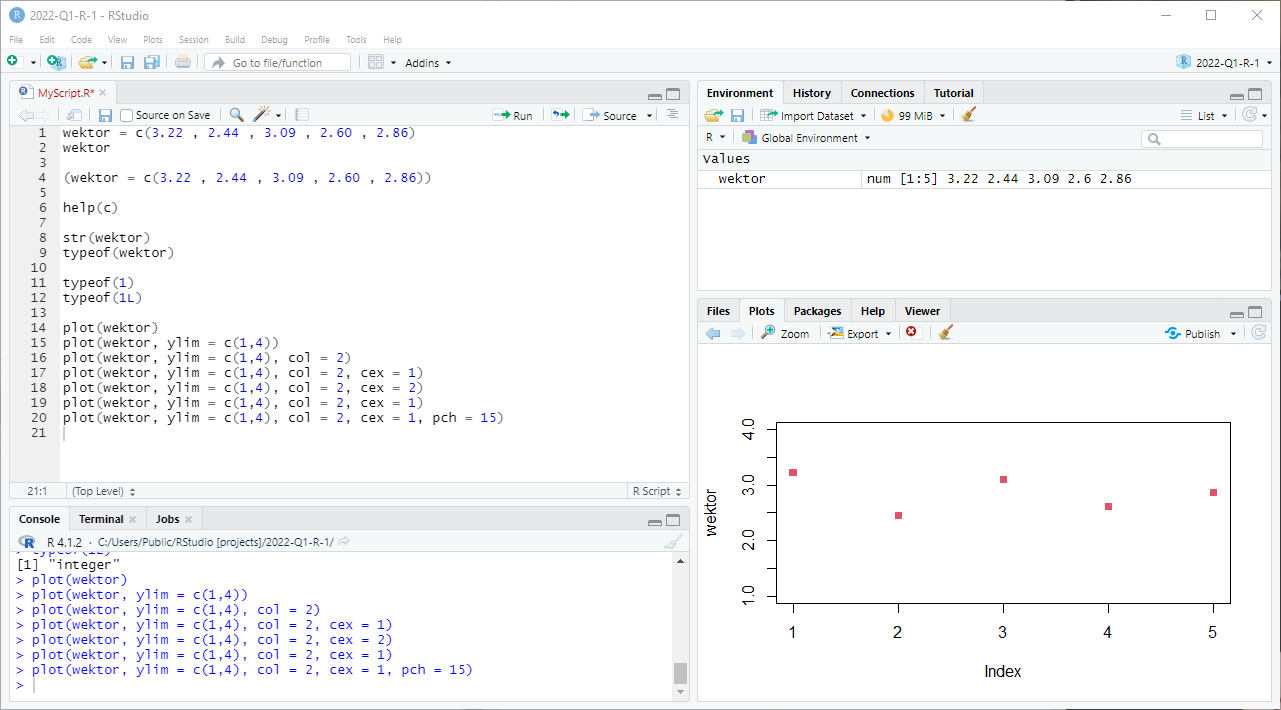 2022-Q1-R-1 - RStudio
File Edit Code View Plots Session Build Debug Profile Tools Help
Go to file/function Addins 2022-Q1-R-1
MyScript.R*
Source on Save Run Source
1 wektor = c(3.22 , 2.44 , 3.09 , 2.60 , 2.86)
2 wektor
3
4 (wektor = c(3.22 , 2.44 , 3.09 , 2.60 , 2.86))
5
6 help(c)
7
8 str(wektor)
9 typeof(wektor)
10
11 typeof(1)
12 typeof(1L)
13
14 plot(wektor)
15 plot(wektor, ylim = c(1,4))
16 plot(wektor, ylim = c(1,4), col = 2)
17 plot(wektor, ylim = c(1,4), col = 2, cex = 1)
18 plot(wektor, ylim = c(1,4), col = 2, cex = 2)
19 plot(wektor, ylim = c(1,4), col = 2, cex = 1)
20 plot(wektor, ylim = c(1,4), col = 2, cex = 1, pch = 15)
21
21:1 (Top Level) R Script
Console Terminal Jobs
R 4.1.2 · C:/Users/Public/RStudio [projects]/2022-Q1-R-1/
> typeof(1L)
[1] "integer"
> plot(wektor)
> plot(wektor, ylim = c(1,4))
> plot(wektor, ylim = c(1,4), col = 2)
> plot(wektor, ylim = c(1,4), col = 2, cex = 1)
> plot(wektor, ylim = c(1,4), col = 2, cex = 2)
> plot(wektor, ylim = c(1,4), col = 2, cex = 1)
> plot(wektor, ylim = c(1,4), col = 2, cex = 1, pch = 15)
>
Environment History Connections Tutorial
Import Dataset 99 MiB List
R Global Environment
Values
wektor num [1:5] 3.22 2.44 3.09 2.6 2.86
Files Plots Packages Help Viewer
Zoom Export Publish
4.0
3.0
2.0
1.0
wektor
1 2 3 4 5
Index